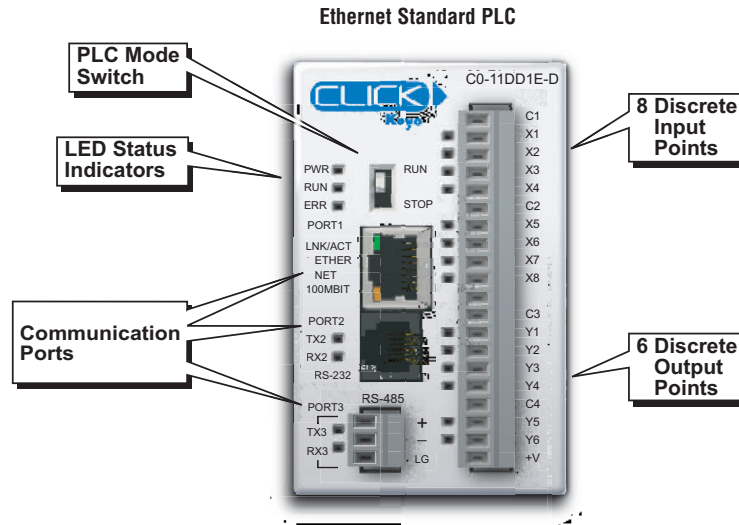 Ethernet Standard PLC
PLC Mode
Switch
LED Status
Indicators
Communication
Ports
8 Discrete
Input
Points
6 Discrete
Output
Points
CLICK
Koyo
C0-11DD1E-D
PWR
RUN
ERR
RUN
STOP
PORT1
LNK/ACT
ETHER
NET
100MBIT
PORT2
TX2
RX2
RS-232
PORT3
RS-485
TX3
RX3
+
–
LG
C1
X1
X2
X3
X4
C2
X5
X6
X7
X8
C3
Y1
Y2
Y3
Y4
C4
Y5
Y6
+V